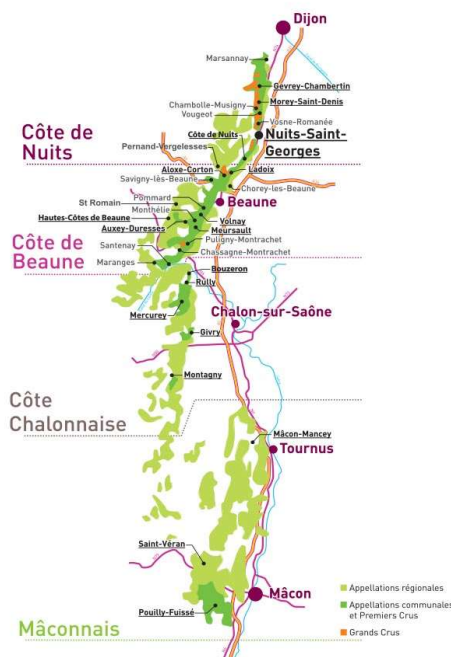 Dijon
Marsannay
Gevrey-Chambertin
Morey-Saint-Denis
Chambolle-Musigny
Vougeot
Vosne-Romanée
Côte de Nuits
Nuits-Saint-
Georges
Côte de
Nuits
Pernand-Vergelesses
Aloxe-Corton
Ladoix
Savigny-lès-Beaune
Chorey-les-Beaune
Pommard
St Romain
Beaune
Monthélie
Hautes-Côtes de Beaune
Volnay
Auxey-Duresses
Meursault
Côte de
Beaune
Puligny-Montrachet
Santenay
Chassagne-Montrachet
Maranges
Bouzeron
Rully
Mercurey
Chalon-sur-Saône
Givry
Montagny
Côte
Chalonnaise
Mâcon-Mancey
Tournus
Saint-Véran
Mâcon
Pouilly-Fuissé
Mâconnais
Appellations régionales
Appellations communales
et Premiers Crus
Grands Crus